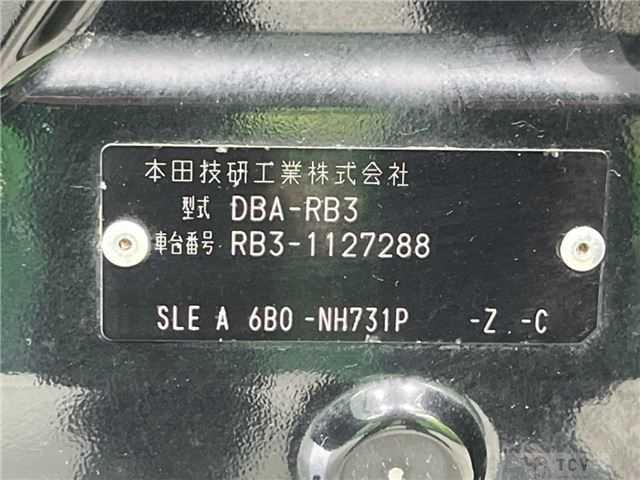 本田技研工業株式会社
型式 DBA-RB3
車台番号 RB3-1127288
SLE A 6B0 -NH731P -Z -C
TCV